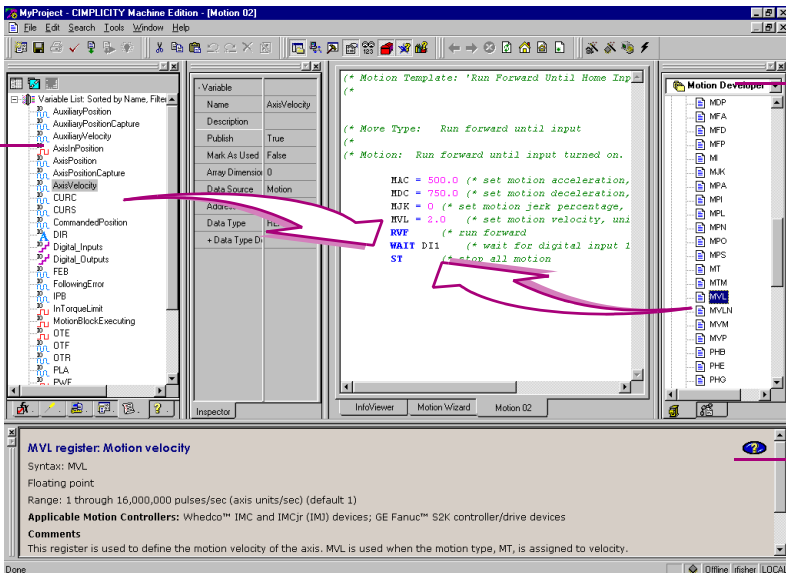 MyProject - CIMPLICITY Machine Edition - [Motion 02]
File Edit Search Tools Window Help
Variable List: Sorted by Name, Filter
AuxiliaryPosition
AuxiliaryPositionCapture
AuxiliaryVelocity
AxisInPosition
AxisPosition
AxisPositionCapture
AxisVelocity
CURC
CURS
CommandedPosition
DIR
Digital_Inputs
Digital_Outputs
FEB
FollowingError
IPB
InTorqueLimit
MotionBlockExecuting
OTE
OTF
OTR
PLA
PWE
- Variable
Name AxisVelocity
Description
Publish True
Mark As Used False
Array Dimension 0
Data Source Motion
Data Type
+ Data Type
Inspector
(* Motion Template: 'Run Forward Until Home Inp
(*
(* Move Type: Run forward until input
(*
(* Motion: Run forward until input turned on.
MAC = 500.0 (* set motion acceleration,
MDC = 750.0 (* set motion deceleration,
MJK = 0 (* set motion jerk percentage,
MVL = 2.0 (* set motion velocity, uni
RVF (* run forward
WAIT DI1 (* wait for digital input 1
ST (* stop all motion
InfoViewer Motion Wizard Motion 02
Motion Developer
MDP
MFA
MFD
MFP
MI
MJK
MPA
MPI
MPL
MPN
MPO
MPS
MT
MTM
MVL
MVLN
MVM
MVP
PHB
PHE
PHG
MVL register: Motion velocity
Syntax: MVL
Floating point
Range: 1 through 16,000,000 pulses/sec (axis units/sec) (default 1)
Applicable Motion Controllers: Whedco™ IMC and IMCjr (IMJ) devices; GE Fanuc™ S2K controller/drive devices
Comments
This register is used to define the motion velocity of the axis. MVL is used when the motion type, MT, is assigned to velocity.
Done
Offline rfisher LOCAL